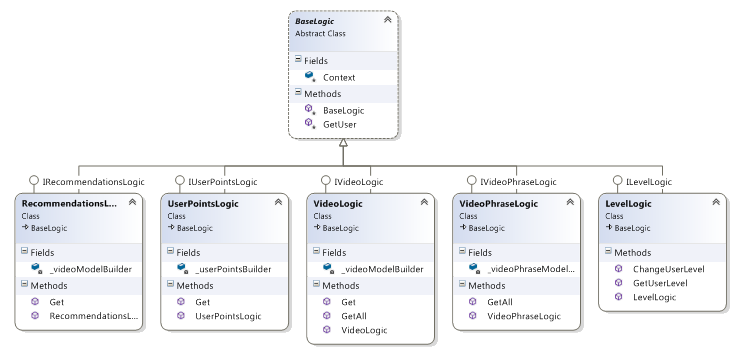 BaseLogic
Abstract Class
Fields
Context
Methods
BaseLogic
GetUser
IRecommendationsLogic
RecommendationsL...
Class
BaseLogic
Fields
_videoModelBuilder
Methods
Get
RecommendationsL...
IUserPointsLogic
UserPointsLogic
Class
BaseLogic
Fields
_userPointsBuilder
Methods
Get
UserPointsLogic
IVideoLogic
VideoLogic
Class
BaseLogic
Fields
_videoModelBuilder
Methods
Get
GetAll
VideoLogic
IVideoPhraseLogic
VideoPhraseLogic
Class
BaseLogic
Fields
_videoPhraseModel...
Methods
GetAll
VideoPhraseLogic
ILevelLogic
LevelLogic
Class
BaseLogic
Methods
ChangeUserLevel
GetUserLevel
LevelLogic